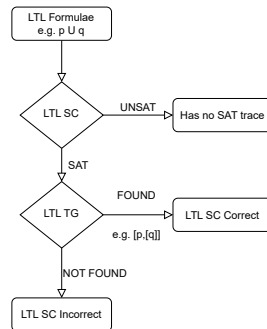 LTL Formulae
e.g. p U q
LTL SC
UNSAT
Has no SAT trace
SAT
LTL TG
FOUND
LTL SC Correct
e.g. [p,[q]]
NOT FOUND
LTL SC Incorrect